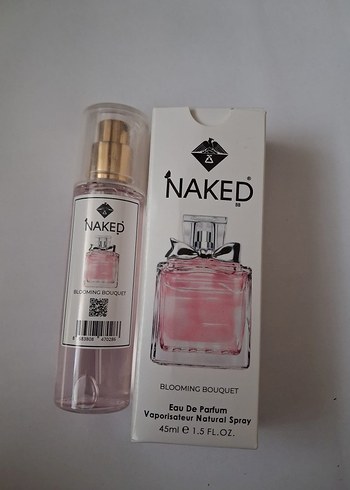 NAKED
BLOOMING BOUQUET
NAKED
BLOOMING BOUQUET
Eau De Parfum
Vaporisateur Natural Spray
45ml e 1.5 FL.OZ.